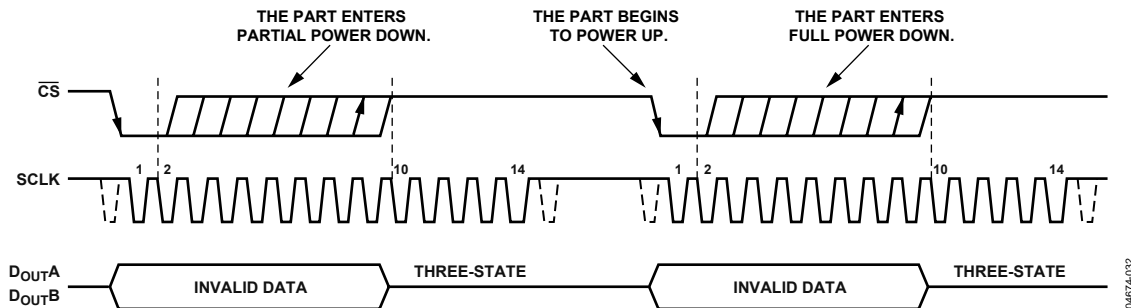 THE PART ENTERS
PARTIAL POWER DOWN.
THE PART BEGINS
TO POWER UP.
THE PART ENTERS
FULL POWER DOWN.
CS
SCLK
1 2 10 14 1 2 10 14
DOUTA
DOUTB
INVALID DATA
THREE-STATE
INVALID DATA
THREE-STATE
04674-032